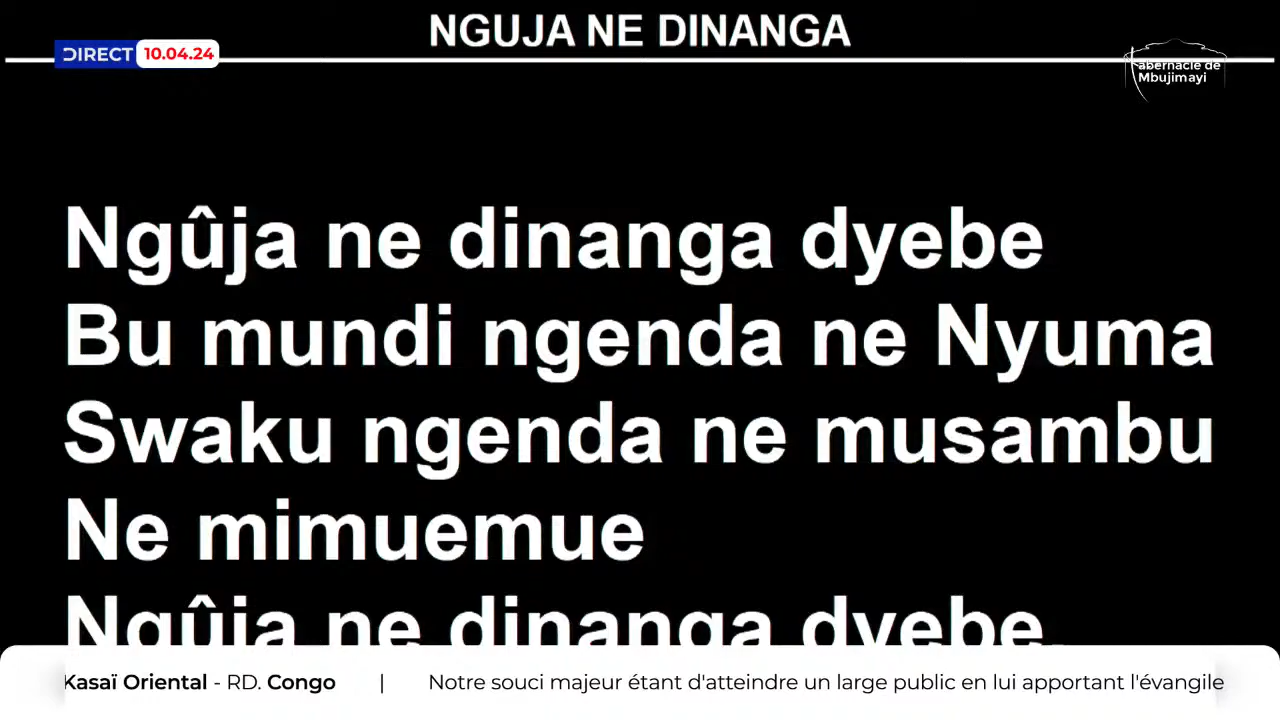 NGUJA NE DINANGA
DIRECT 10.04.24
Tabernacle de
Mbujimayi
Ngûja ne dinanga dyebe
Bu mundi ngenda ne Nyuma
Swaku ngenda ne musambu
Ne mimuemue
Ngûja ne dinanga dyebe.
Kasaï Oriental - RD. Congo | Notre souci majeur étant d'atteindre un large public en lui apportant l'évangile